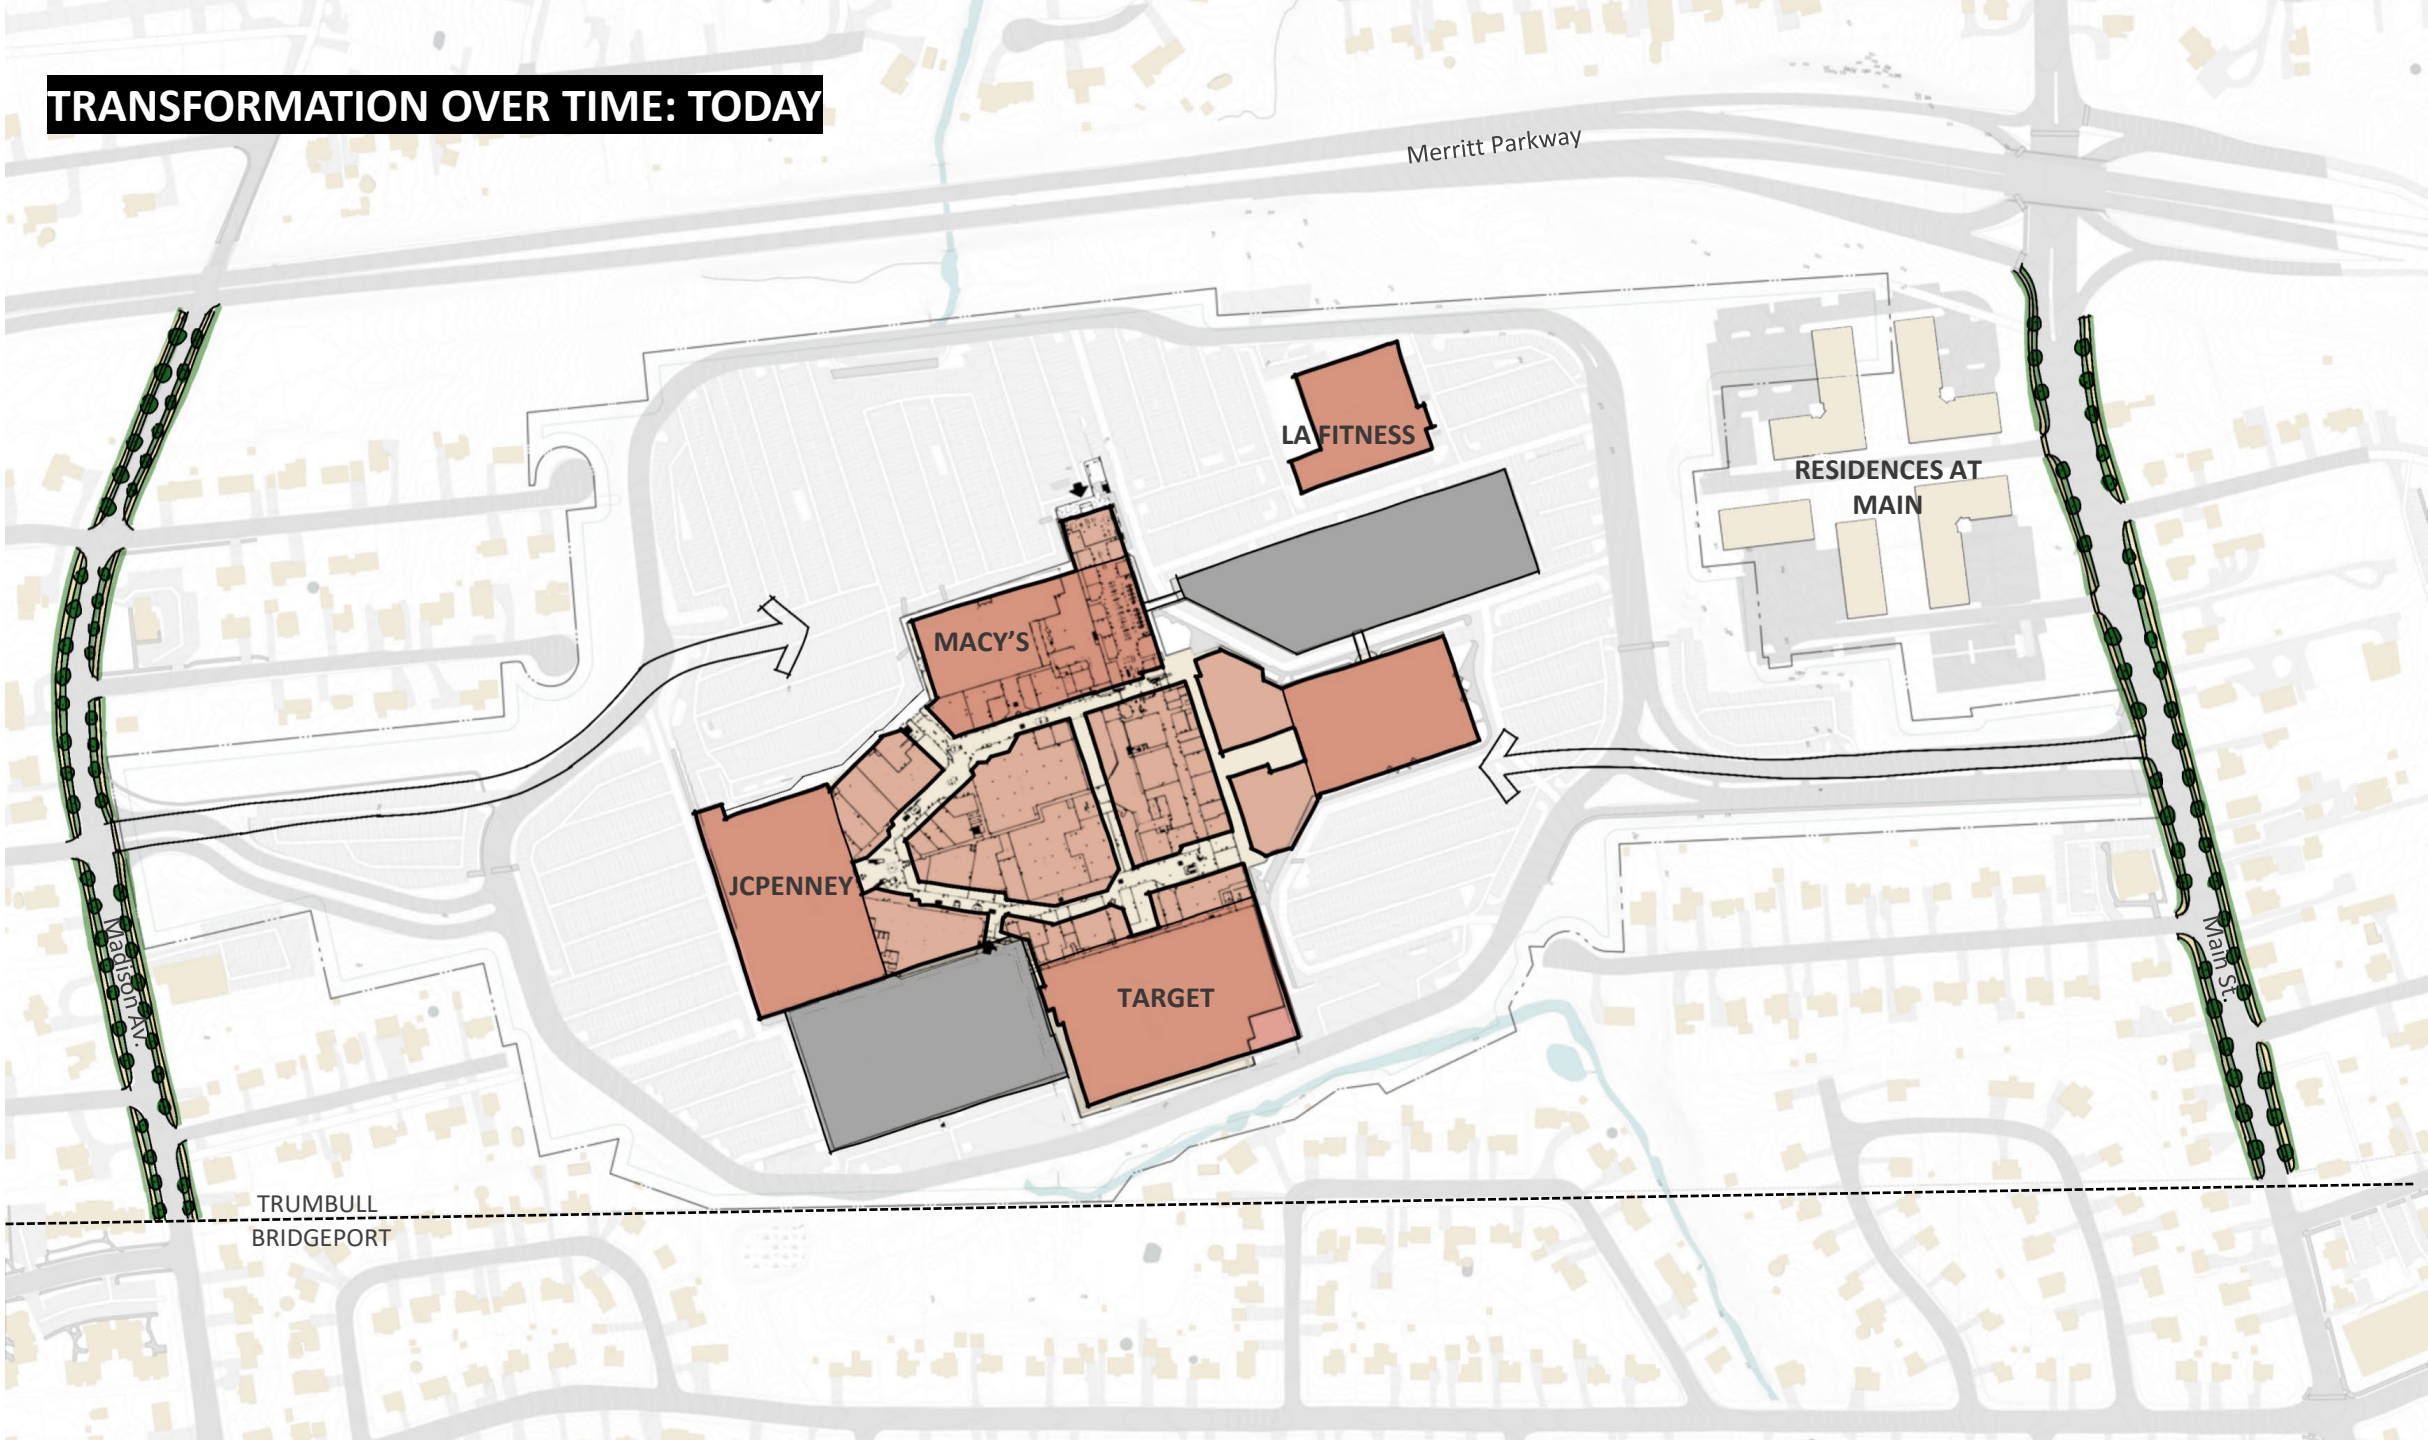 TRANSFORMATION OVER TIME: TODAY
Merritt Parkway
LA FITNESS
RESIDENCES AT
MAIN
MACY'S
JCPENNEY
TARGET
Madison Av.
Main St.
TRUMBULL
BRIDGEPORT